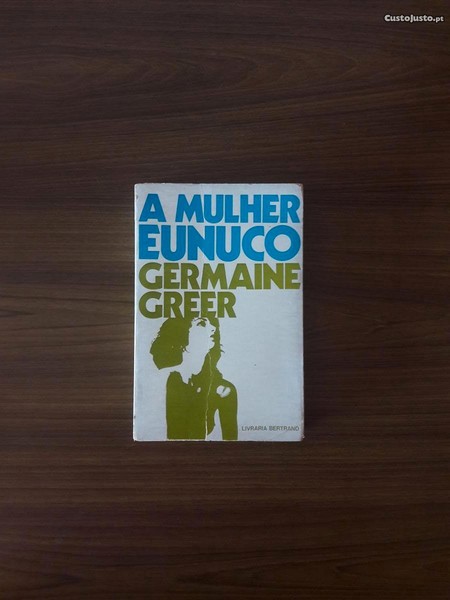 CustoJusto.pt
A MULHER
EUNUCO
GERMAINE
GREER
LIVRARIA BERTRAND